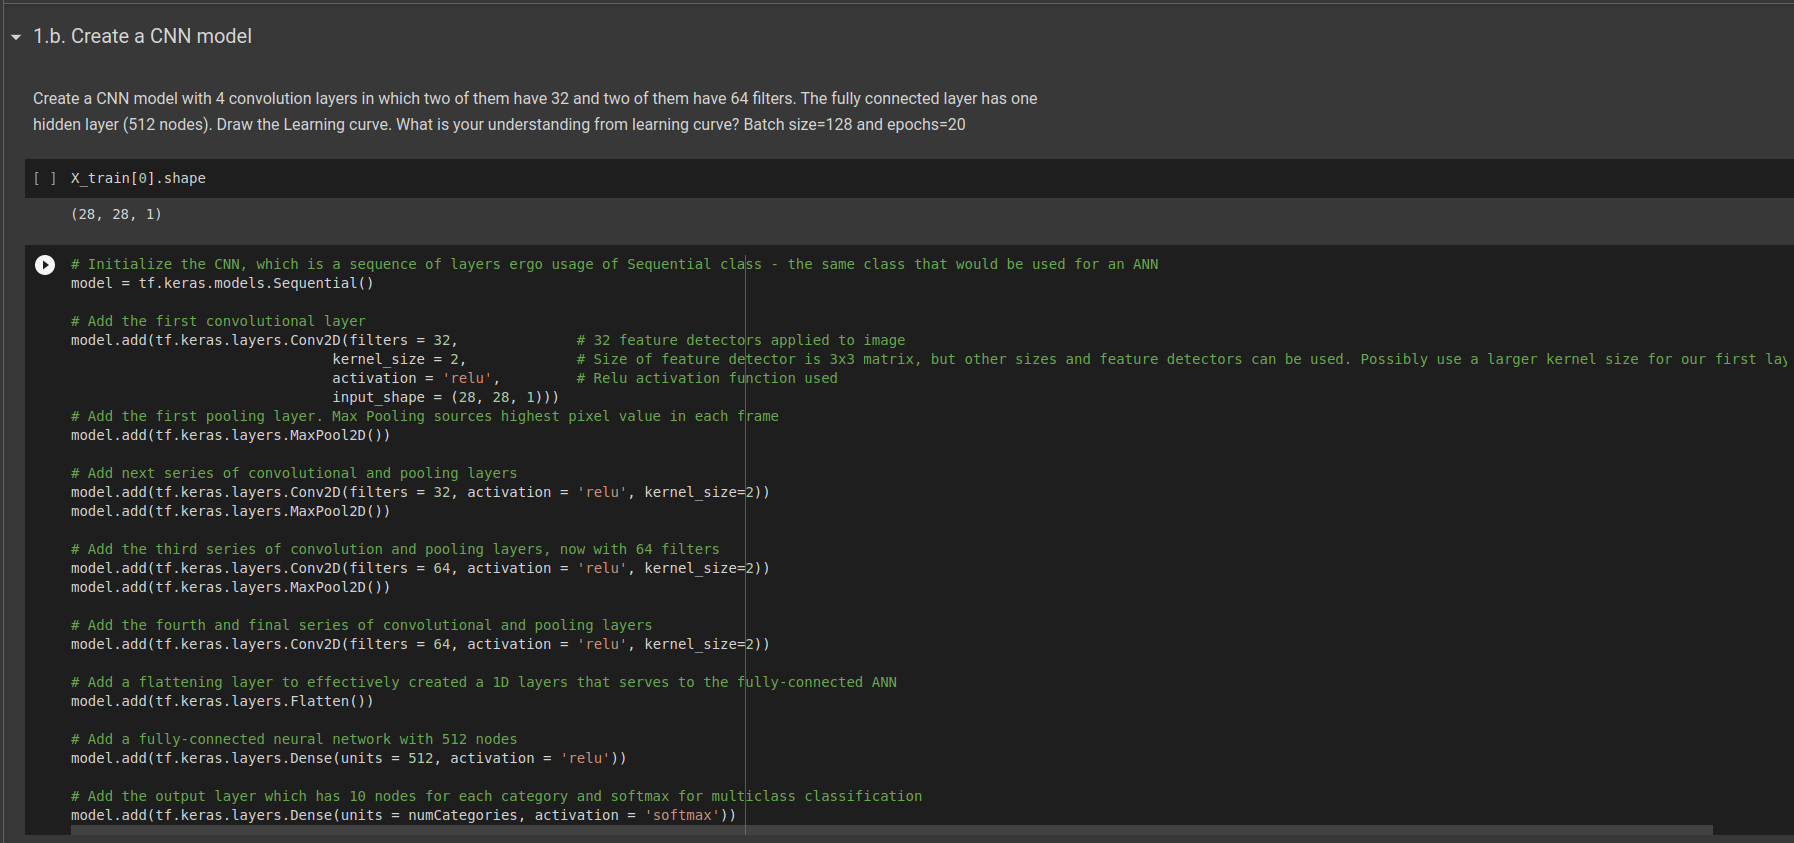 1.b. Create a CNN model
Create a CNN model with 4 convolution layers in which two of them have 32 and two of them have 64 filters. The fully connected layer has one
hidden layer (512 nodes). Draw the Learning curve. What is your understanding from learning curve? Batch size=128 and epochs=20
[ ] X_train[0].shape
(28, 28, 1)
# Initialize the CNN, which is a sequence of layers ergo usage of Sequential class - the same class that would be used for an ANN
model = tf.keras.models.Sequential()
# Add the first convolutional layer
model.add(tf.keras.layers.Conv2D(filters = 32, # 32 feature detectors applied to image
kernel_size = 2, # Size of feature detector is 3x3 matrix, but other sizes and feature detectors can be used. Possibly use a larger kernel size for our first lay
activation = 'relu', # Relu activation function used
input_shape = (28, 28, 1)))
# Add the first pooling layer. Max Pooling sources highest pixel value in each frame
model.add(tf.keras.layers.MaxPool2D())
# Add next series of convolutional and pooling layers
model.add(tf.keras.layers.Conv2D(filters = 32, activation = 'relu', kernel_size=2))
model.add(tf.keras.layers.MaxPool2D())
# Add the third series of convolution and pooling layers, now with 64 filters
model.add(tf.keras.layers.Conv2D(filters = 64, activation = 'relu', kernel_size=2))
model.add(tf.keras.layers.MaxPool2D())
# Add the fourth and final series of convolutional and pooling layers
model.add(tf.keras.layers.Conv2D(filters = 64, activation = 'relu', kernel_size=2))
# Add a flattening layer to effectively created a 1D layers that serves to the fully-connected ANN
model.add(tf.keras.layers.Flatten())
# Add a fully-connected neural network with 512 nodes
model.add(tf.keras.layers.Dense(units = 512, activation = 'relu'))
# Add the output layer which has 10 nodes for each category and softmax for multiclass classification
model.add(tf.keras.layers.Dense(units = numCategories, activation = 'softmax'))